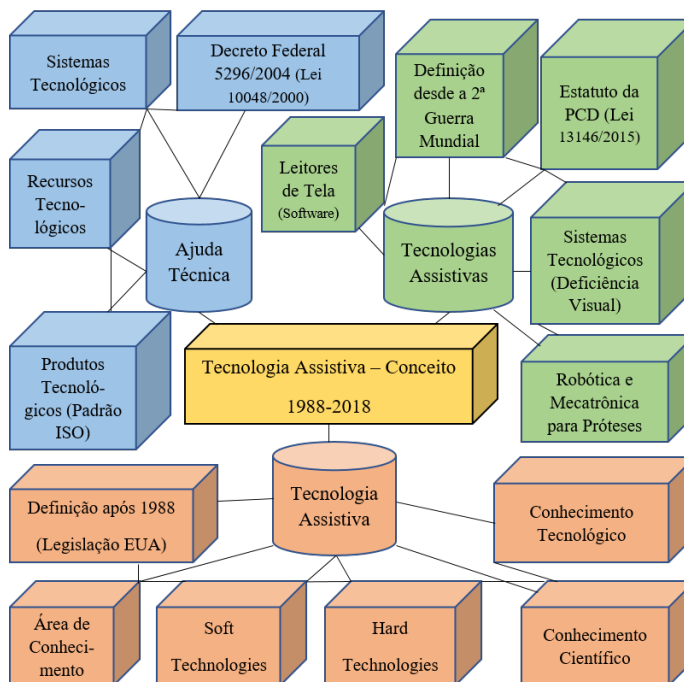 Sistemas
Tecnológicos
Decreto Federal
5296/2004 (Lei
10048/2000)
Definição
desde a 2ª
Guerra
Mundial
Estatuto da
PCD (Lei
13146/2015)
Recursos
Tecno-
lógicos
Leitores
de Tela
(Software)
Ajuda
Técnica
Tecnologias
Assistivas
Sistemas
Tecnológicos
(Deficiência
Visual)
Produtos
Tecnoló-
gicos (Padrão
ISO)
Tecnologia Assistiva – Conceito
1988-2018
Robótica e
Mecatrônica
para Próteses
Definição após 1988
(Legislação EUA)
Tecnologia
Assistiva
Conhecimento
Tecnológico
Área de
Conheci-
mento
Soft
Technologies
Hard
Technologies
Conhecimento
Científico